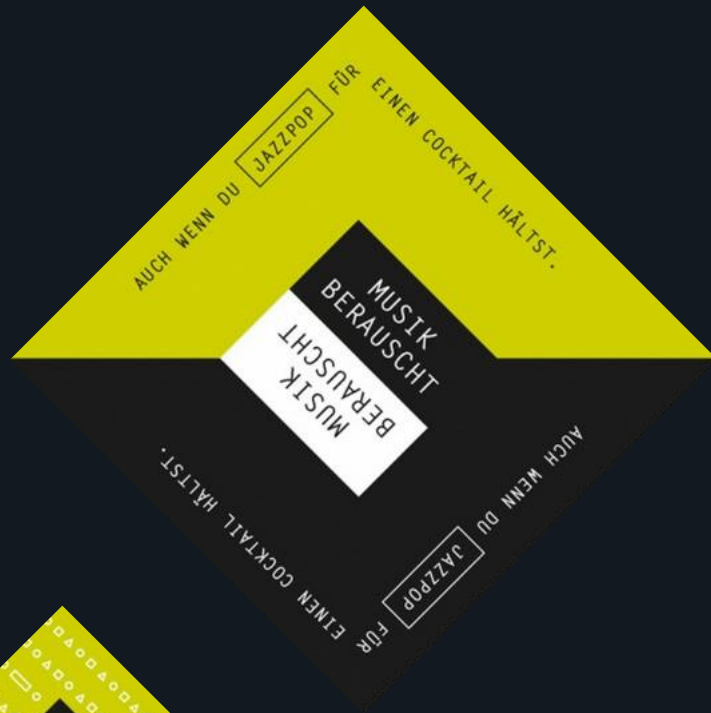 AUCH WENN DU JAZZPOP FÜR
EINEN COCKTAIL HÄLTST.
MUSIK
BERAUSCHT
MUSIK
BERAUSCHT
AUCH WENN DU JAZZPOP FÜR
EINEN COCKTAIL HÄLTST.